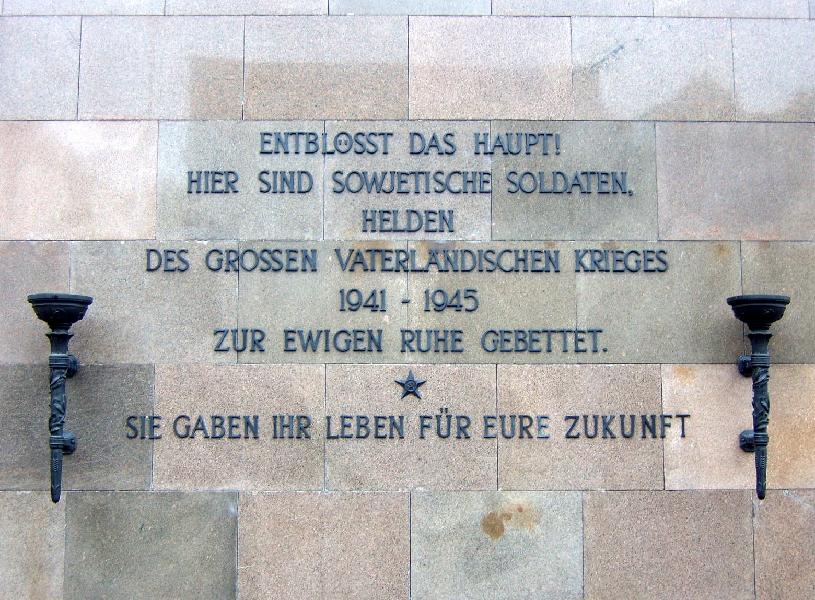 ENTBLÖSST DAS HAUPT!
HIER SIND SOWJETISCHE SOLDATEN,
HELDEN
DES GROSSEN VATERLÄNDISCHEN KRIEGES
1941 - 1945
ZUR EWIGEN RUHE GEBETTET.
SIE GABEN IHR LEBEN FÜR EURE ZUKUNFT